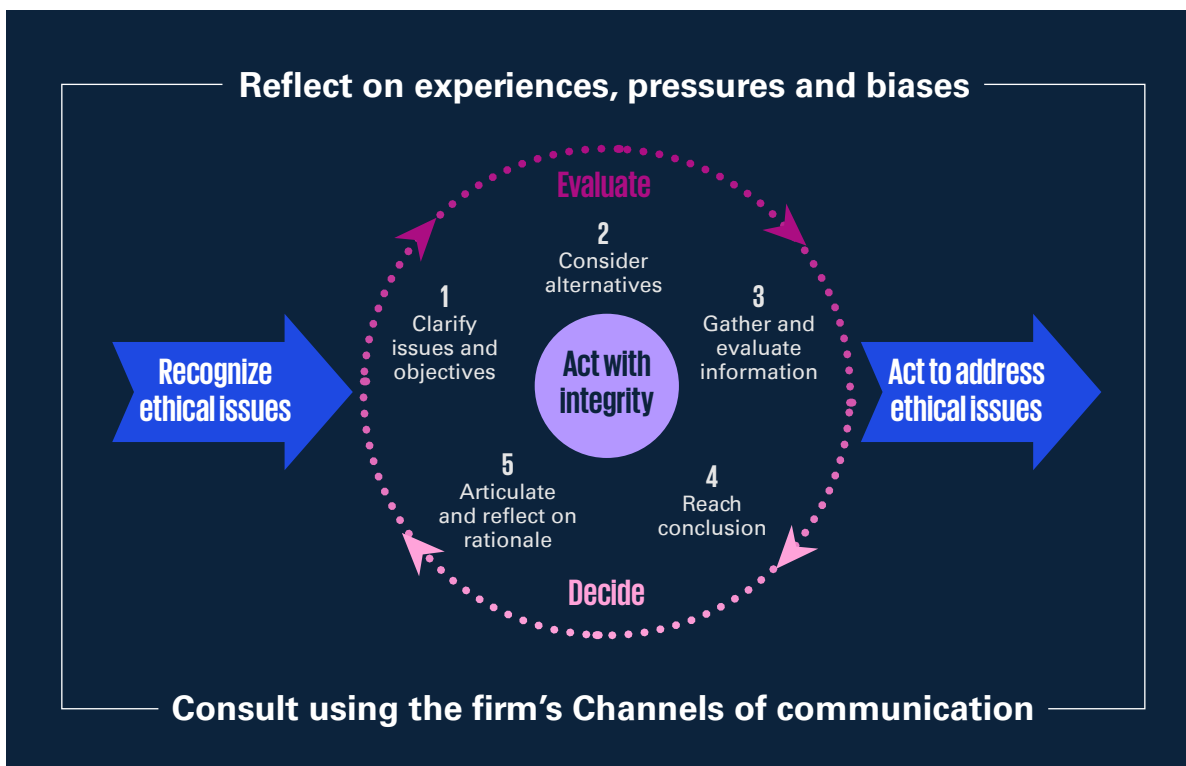 Reflect on experiences, pressures and biases
Evaluate
2
Consider
alternatives
1
Clarify
issues and
objectives
3
Gather and
evaluate
information
Recognize
ethical issues
Act with
integrity
Act to address
ethical issues
5
Articulate
and reflect on
rationale
4
Reach
conclusion
Decide
Consult using the firm's Channels of communication